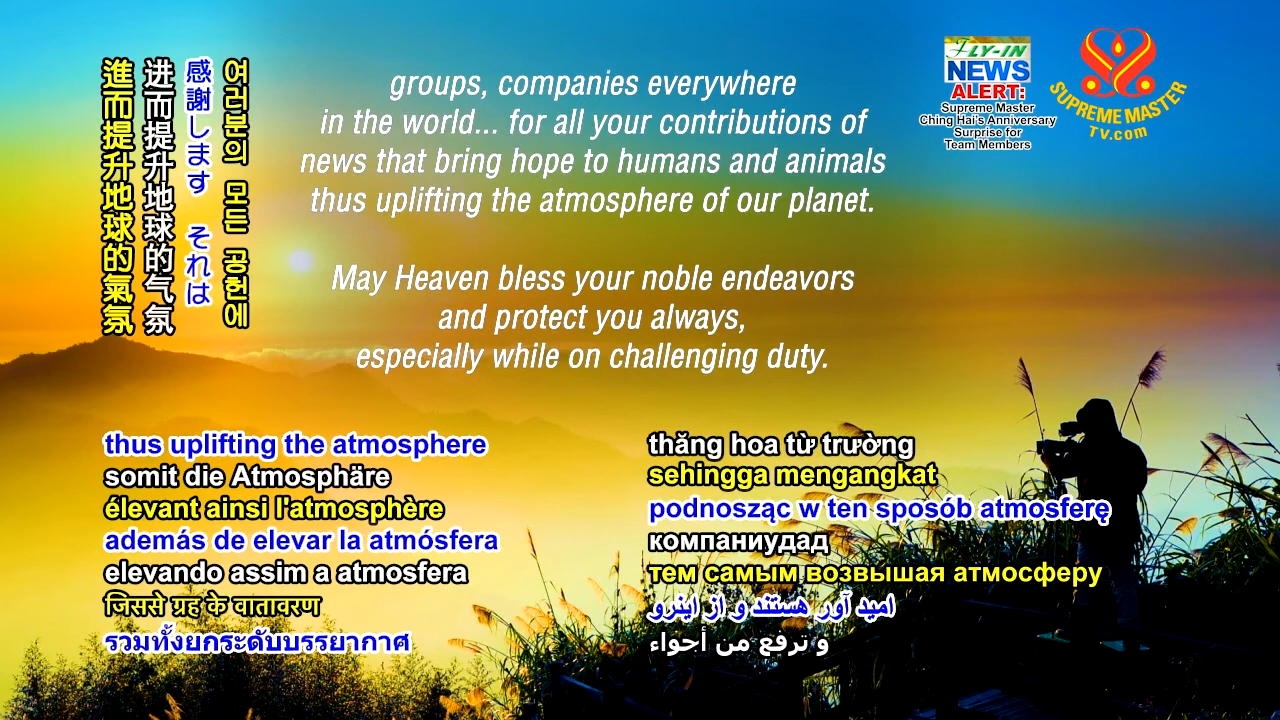 進而提升地球的氣氛
进而提升地球的气氛
感謝します それは
여러분의 모든 공헌에
groups, companies everywhere
in the world... for all your contributions of
news that bring hope to humans and animals
thus uplifting the atmosphere of our planet.
May Heaven bless your noble endeavors
and protect you always,
especially while on challenging duty.
FLY-IN
NEWS
ALERT:
Supreme Master
Ching Hai's Anniversary
Surprise for
Team Members
SUPREME MASTER
TV.com
thus uplifting the atmosphere
somit die Atmosphäre
élevant ainsi l'atmosphère
además de elevar la atmósfera
elevando assim a atmosfera
जिससे ग्रह के वातावरण
รวมทั้งยกระดับบรรยากาศ
thăng hoa từ trường
sehingga mengangkat
podnosząc w ten sposób atmosferę
компаниудад
тем самым возвышая атмосферу
امید آور هستند و از اینرو
و ترفع من أجواء